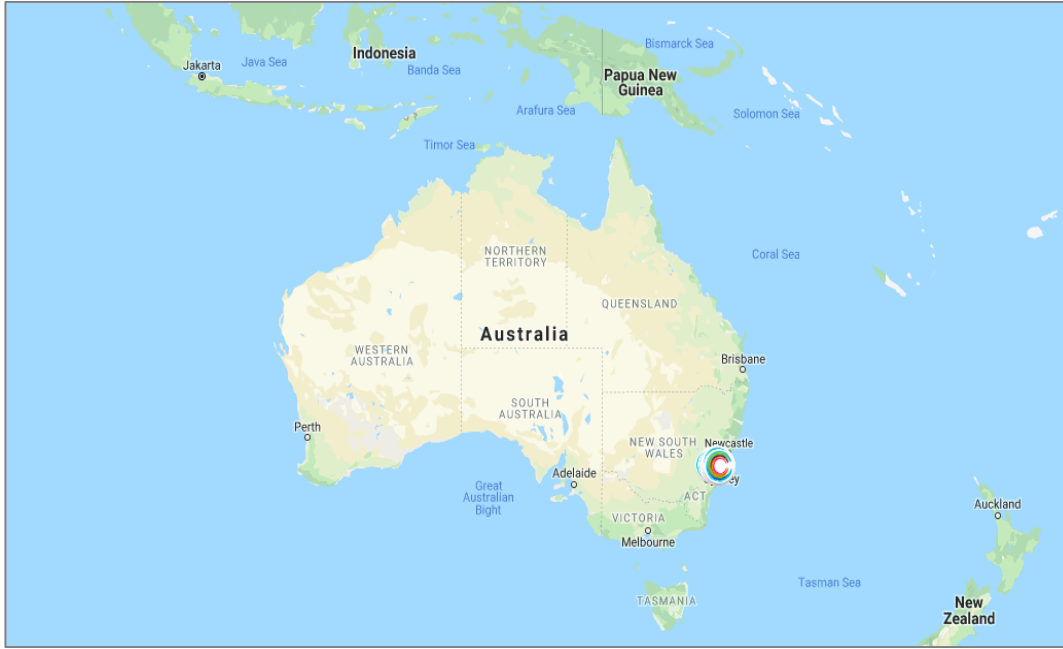 Bismarck Sea
Indonesia
Java Sea
Jakarta
Banda Sea
Papua New
Guinea
Arafura Sea
Solomon Sea
Timor Sea
NORTHERN
TERRITORY
Coral Sea
QUEENSLAND
Australia
WESTERN
AUSTRALIA
Brisbane
SOUTH
AUSTRALIA
Perth
NEW SOUTH
WALES
Newcastle
Adelaide
Great
Australian
Bight
ACT
Auckland
VICTORIA
Melbourne
Tasman Sea
TASMANIA
New
Zealand